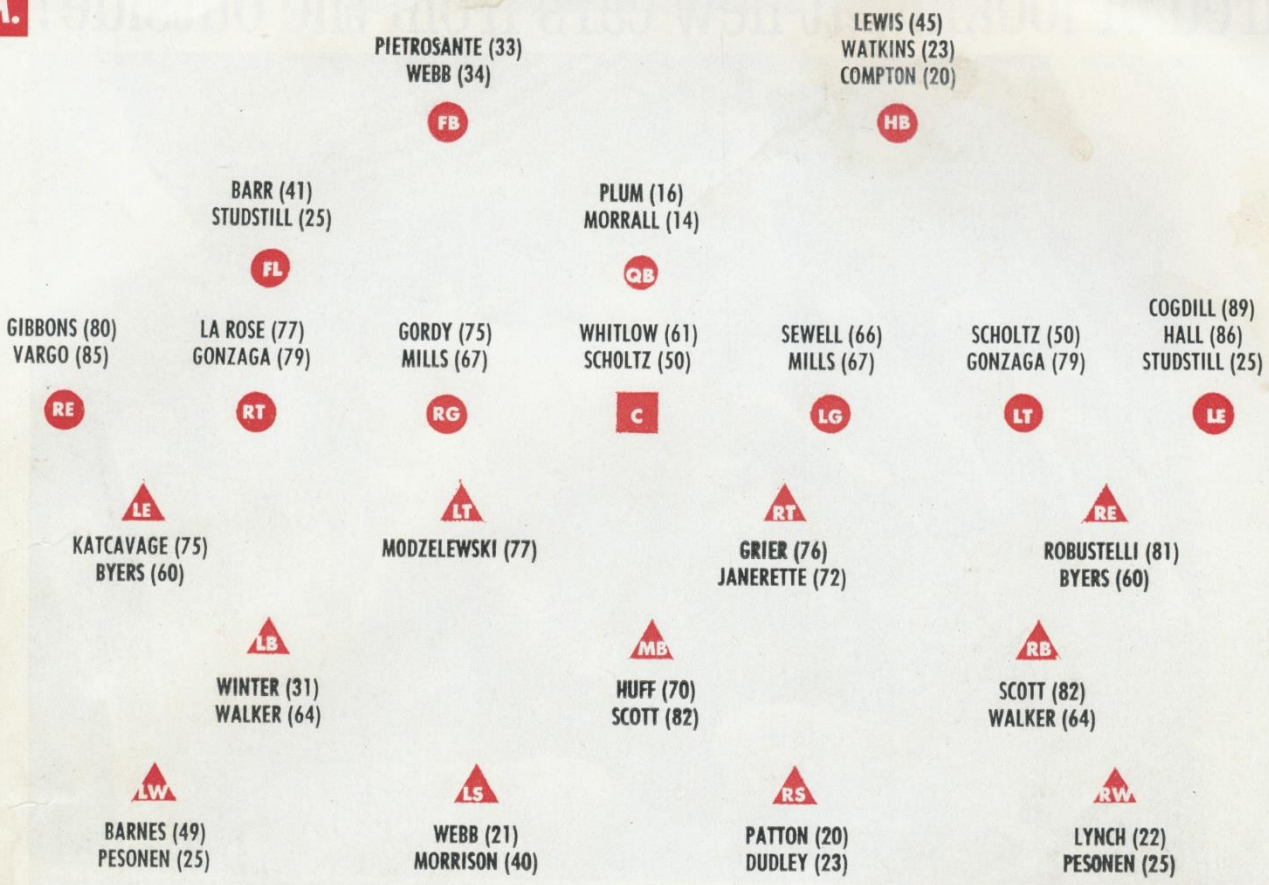 PIETROSANTE (33)
WEBB (34)
FB
LEWIS (45)
WATKINS (23)
COMPTON (20)
HB
BARR (41)
STUDSTILL (25)
FL
PLUM (16)
MORRALL (14)
QB
GIBBONS (80)
VARGO (85)
RE
LA ROSE (77)
GONZAGA (79)
RT
GORDY (75)
MILLS (67)
RG
WHITLOW (61)
SCHOLTZ (50)
C
SEWELL (66)
MILLS (67)
LG
SCHOLTZ (50)
GONZAGA (79)
LT
COGDILL (89)
HALL (86)
STUDSTILL (25)
LE
LE
KATCAVAGE (75)
BYERS (60)
LT
MODZELEWSKI (77)
RT
GRIER (76)
JANERETTE (72)
RE
ROBUSTELLI (81)
BYERS (60)
LB
WINTER (31)
WALKER (64)
MB
HUFF (70)
SCOTT (82)
RB
SCOTT (82)
WALKER (64)
LW
BARNES (49)
PESONEN (25)
LS
WEBB (21)
MORRISON (40)
RS
PATTON (20)
DUDLEY (23)
RW
LYNCH (22)
PESONEN (25)